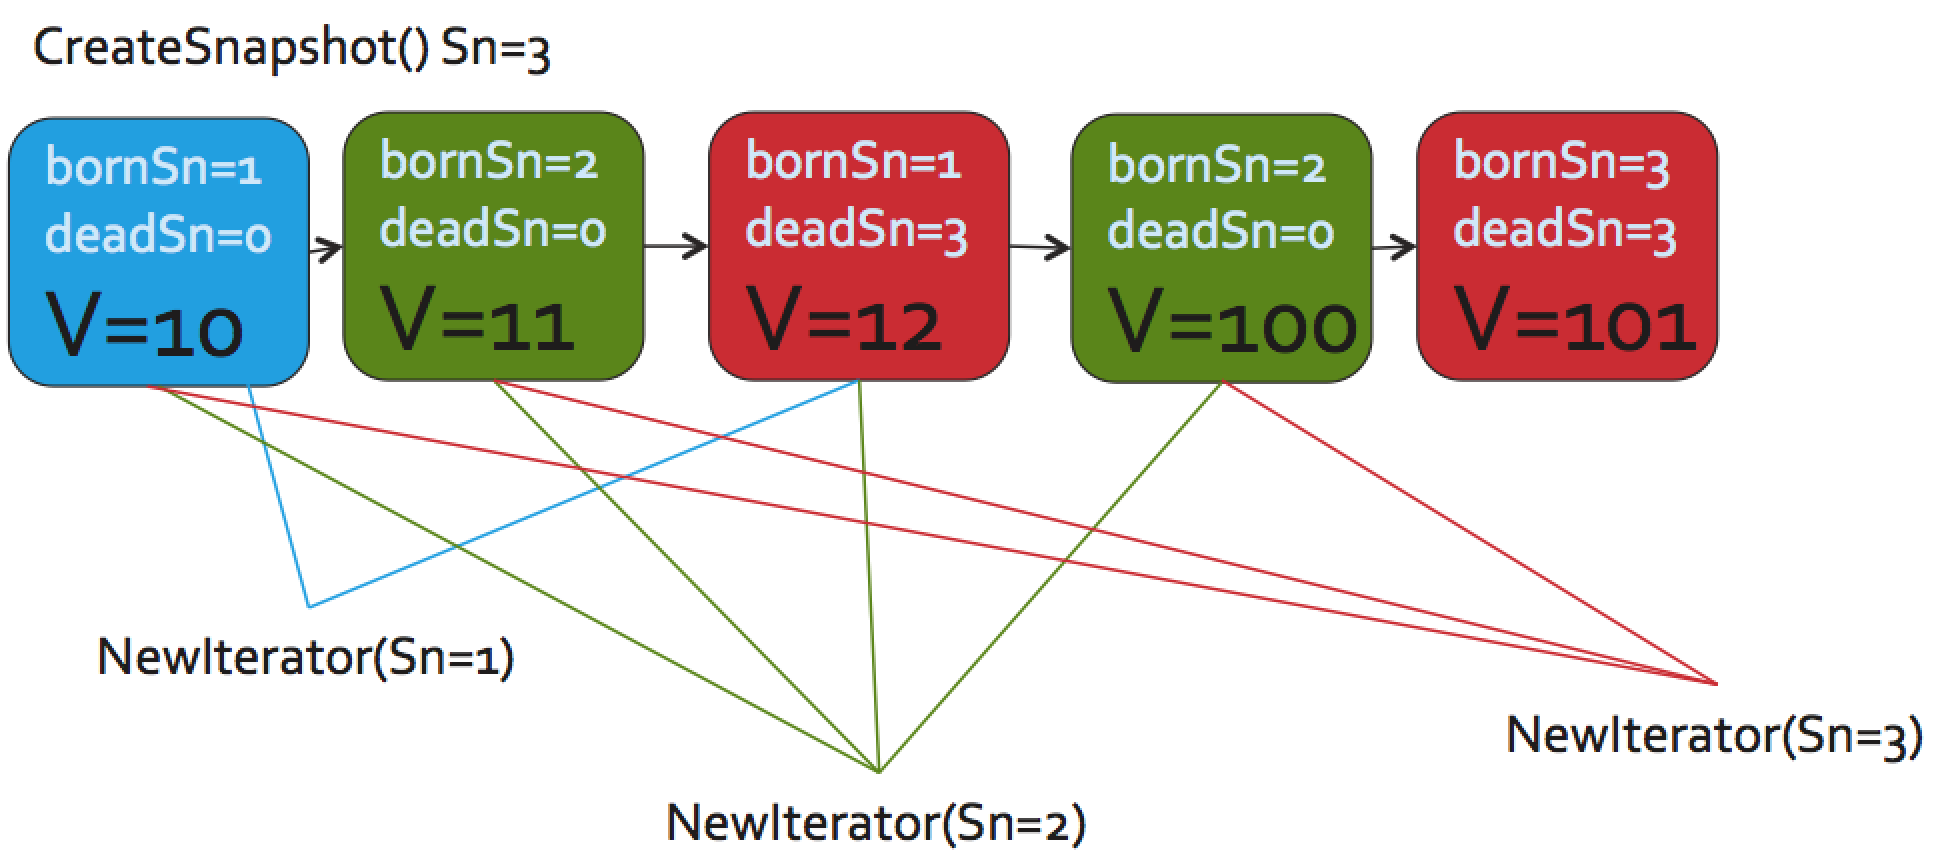 CreateSnapshot() Sn=3
bornSn=1
deadSn=0
V=10
bornSn=2
deadSn=0
V=11
bornSn=1
deadSn=3
V=12
bornSn=2
deadSn=0
V=100
bornSn=3
deadSn=3
V=101
NewIterator(Sn=1)
NewIterator(Sn=2)
NewIterator(Sn=3)